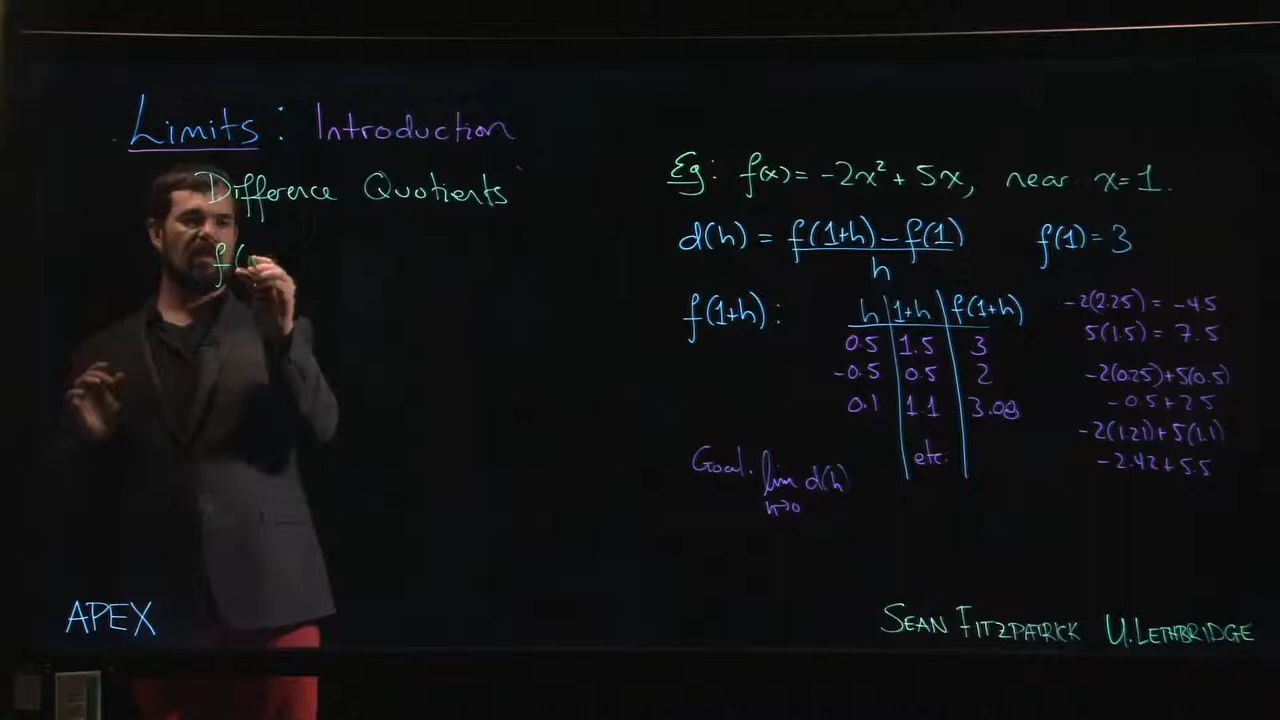 Limits: Introduction
Difference Quotients
f(
Eg: f(x) = -2x² + 5x, near x=1.
d(h) = f(1+h) - f(1) / h
f(1) = 3
f(1+h):
h | 1+h | f(1+h)
0.5 | 1.5 | 3
-0.5 | 0.5 | 2
0.1 | 1.1 | 3.08
etc.
-2(2.25) = -4.5
5(1.5) = 7.5
-2(0.25)+5(0.5)
-0.5+2.5
-2(1.21)+5(1.1)
-2.42+5.5
Goal. lim d(h)
h→0
APEX
SEAN FITZPATRICK U. LETHBRIDGE